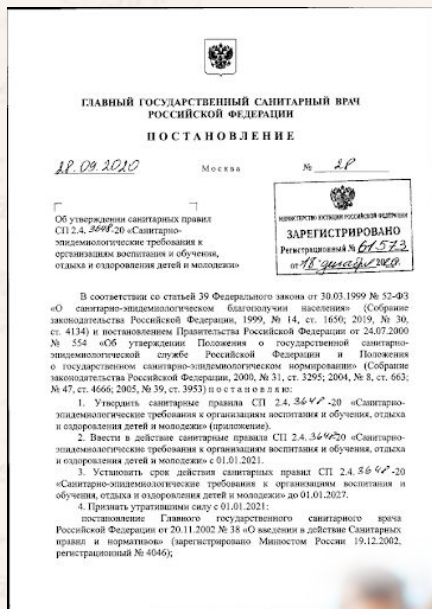 ГЛАВНЫЙ ГОСУДАРСТВЕННЫЙ САНИТАРНЫЙ ВРАЧ
РОССИЙСКОЙ ФЕДЕРАЦИИ
ПОСТАНОВЛЕНИЕ
28.09.2020 Москва № 28
МИНИСТЕРСТВО ЮСТИЦИИ РОССИЙСКОЙ ФЕДЕРАЦИИ
ЗАРЕГИСТРИРОВАНО
Регистрационный № 61573
от "18" декабря 2020.
Об утверждении санитарных правил
СП 2.4. 3648-20 «Санитарно-
эпидемиологические требования к
организациям воспитания и обучения,
отдыха и оздоровления детей и молодежи»
В соответствии со статьей 39 Федерального закона от 30.03.1999 № 52-ФЗ
«О санитарно-эпидемиологическом благополучии населения» (Собрание
законодательства Российской Федерации, 1999, № 14, ст. 1650; 2019, № 30,
ст. 4134) и постановлением Правительства Российской Федерации от 24.07.2000
№ 554 «Об утверждении Положения о государственной санитарно-
эпидемиологической службе Российской Федерации и Положения
о государственном санитарно-эпидемиологическом нормировании» (Собрание
законодательства Российской Федерации, 2000, № 31, ст. 3295; 2004, № 8, ст. 663;
№ 47, ст. 4666; 2005, № 39, ст. 3953) постановляю:
1. Утвердить санитарные правила СП 2.4. 3648 -20 «Санитарно-
эпидемиологические требования к организациям воспитания и обучения, отдыха
и оздоровления детей и молодежи» (приложение).
2. Ввести в действие санитарные правила СП 2.4. 3648-20 «Санитарно-
эпидемиологические требования к организациям воспитания и обучения, отдыха
и оздоровления детей и молодежи» с 01.01.2021.
3. Установить срок действия санитарных правил СП 2.4. 3648 -20
«Санитарно-эпидемиологические требования к организациям воспитания и
обучения, отдыха и оздоровления детей и молодежи» до 01.01.2027.
4. Признать утратившими силу с 01.01.2021:
постановление Главного государственного санитарного врача
Российской Федерации от 20.11.2002 № 38 «О введении в действие Санитарных
правил и нормативов» (зарегистрировано Минюстом России 19.12.2002,
регистрационный № 4046);